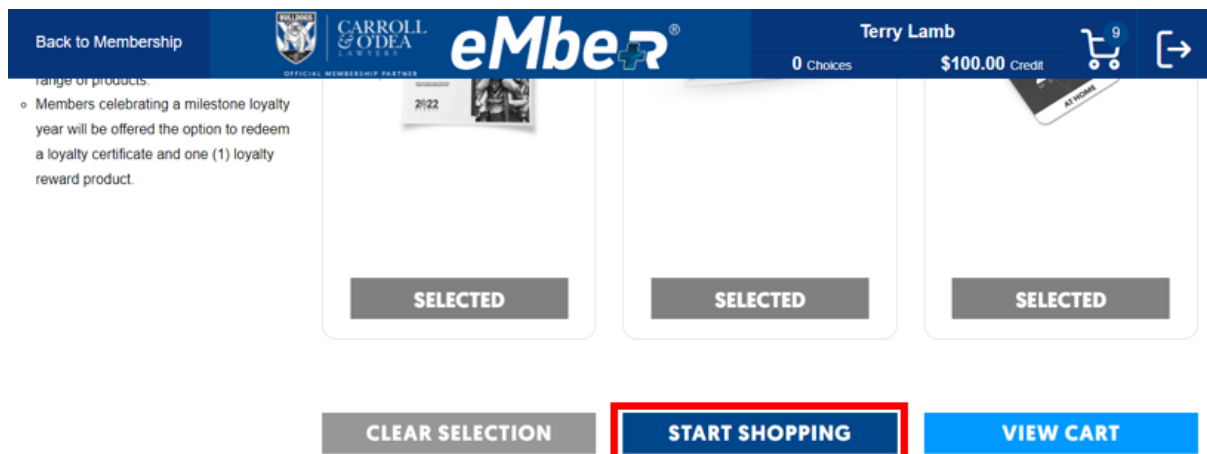 Back to Membership
BULLDOGS
CARROLL
& O'DEA
LAWYERS
OFFICIAL MEMBERSHIP PARTNER
eMbeR®
Terry Lamb
0 Choices
$100.00 Credit
9
range of products.
Members celebrating a milestone loyalty
year will be offered the option to redeem
a loyalty certificate and one (1) loyalty
reward product.
2022
AT HOME
SELECTED
SELECTED
SELECTED
CLEAR SELECTION
START SHOPPING
VIEW CART